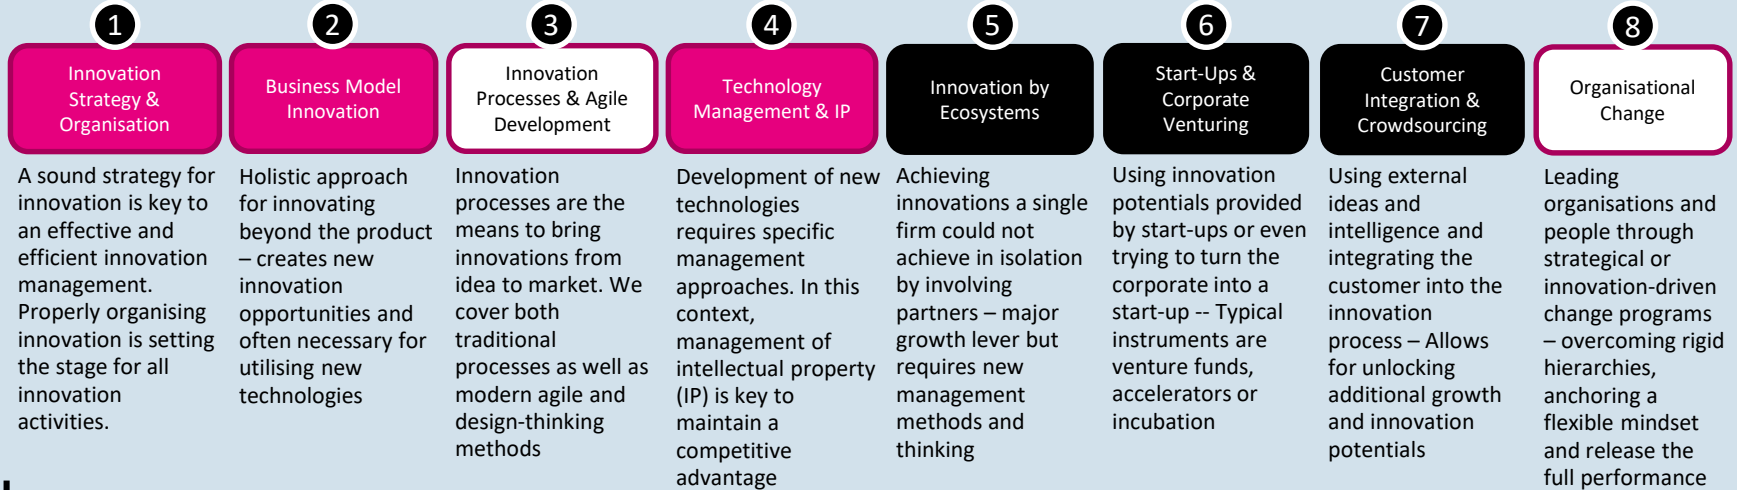 1
Innovation
Strategy &
Organisation
A sound strategy for
innovation is key to
an effective and
efficient innovation
management.
Properly organising
innovation is setting
the stage for all
innovation
activities.
2
Business Model
Innovation
Holistic approach
for innovating
beyond the product
– creates new
innovation
opportunities and
often necessary for
utilising new
technologies
3
Innovation
Processes & Agile
Development
Innovation
processes are the
means to bring
innovations from
idea to market. We
cover both
traditional
processes as well as
modern agile and
design-thinking
methods
4
Technology
Management & IP
Development of new
technologies
requires specific
management
approaches. In this
context,
management of
intellectual property
(IP) is key to
maintain a
competitive
advantage
5
Innovation by
Ecosystems
Achieving
innovations a single
firm could not
achieve in isolation
by involving
partners – major
growth lever but
requires new
management
methods and
thinking
6
Start-Ups &
Corporate
Venturing
Using innovation
potentials provided
by start-ups or even
trying to turn the
corporate into a
start-up -- Typical
instruments are
venture funds,
accelerators or
incubation
7
Customer
Integration &
Crowdsourcing
Using external
ideas and
intelligence and
integrating the
customer into the
innovation
process – Allows
for unlocking
additional growth
and innovation
potentials
8
Organisational
Change
Leading
organisations and
people through
strategical or
innovation-driven
change programs
– overcoming rigid
hierarchies,
anchoring a
flexible mindset
and release the
full performance